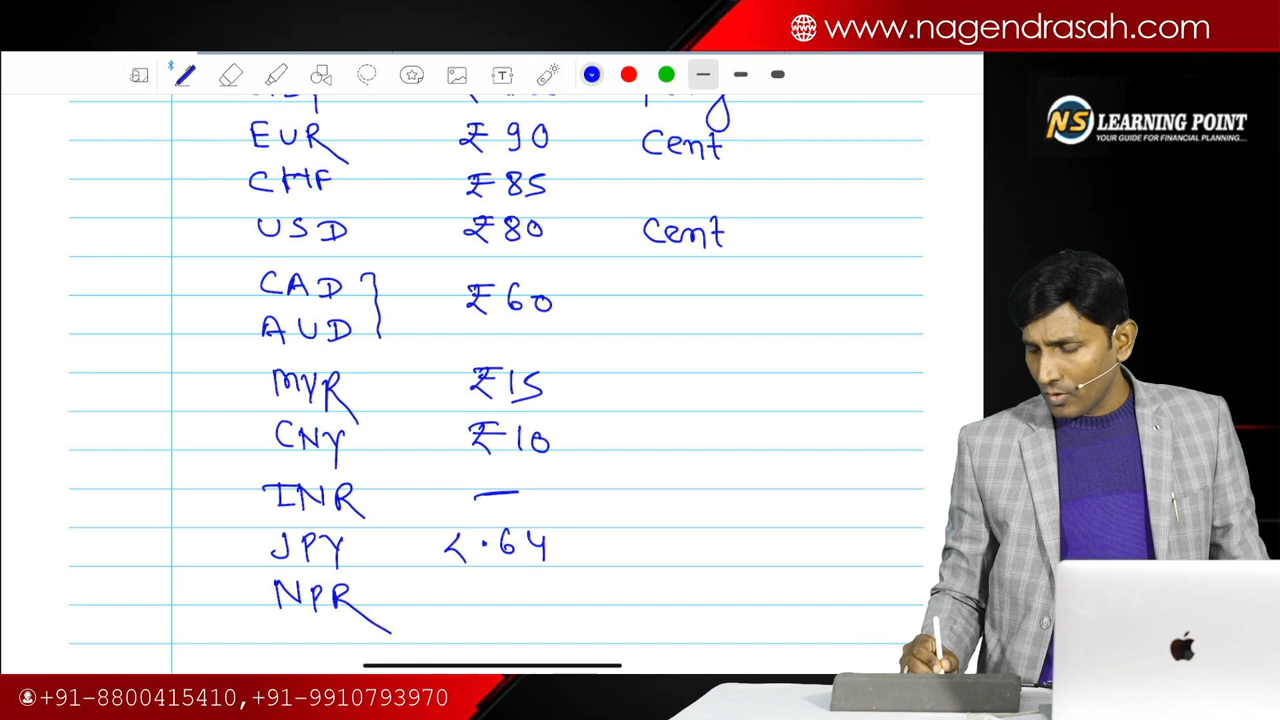 www.nagendrasah.com
NS LEARNING POINT
YOUR GUIDE FOR FINANCIAL PLANNING....
EUR ₹90 Cent
CHF ₹85
USD ₹80 Cent
CAD } ₹60
AUD
MYR ₹15
CNY ₹10
INR —
JPY < .64
NPR
+91-8800415410,+91-9910793970